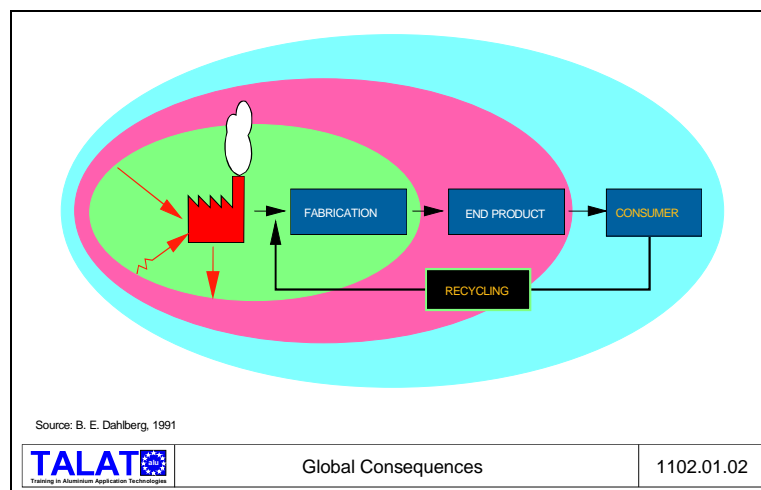 FABRICATION
END PRODUCT
CONSUMER
RECYCLING
Source: B. E. Dahlberg, 1991
TALAT
alu
Training in Aluminium Application Technologies
Global Consequences
1102.01.02